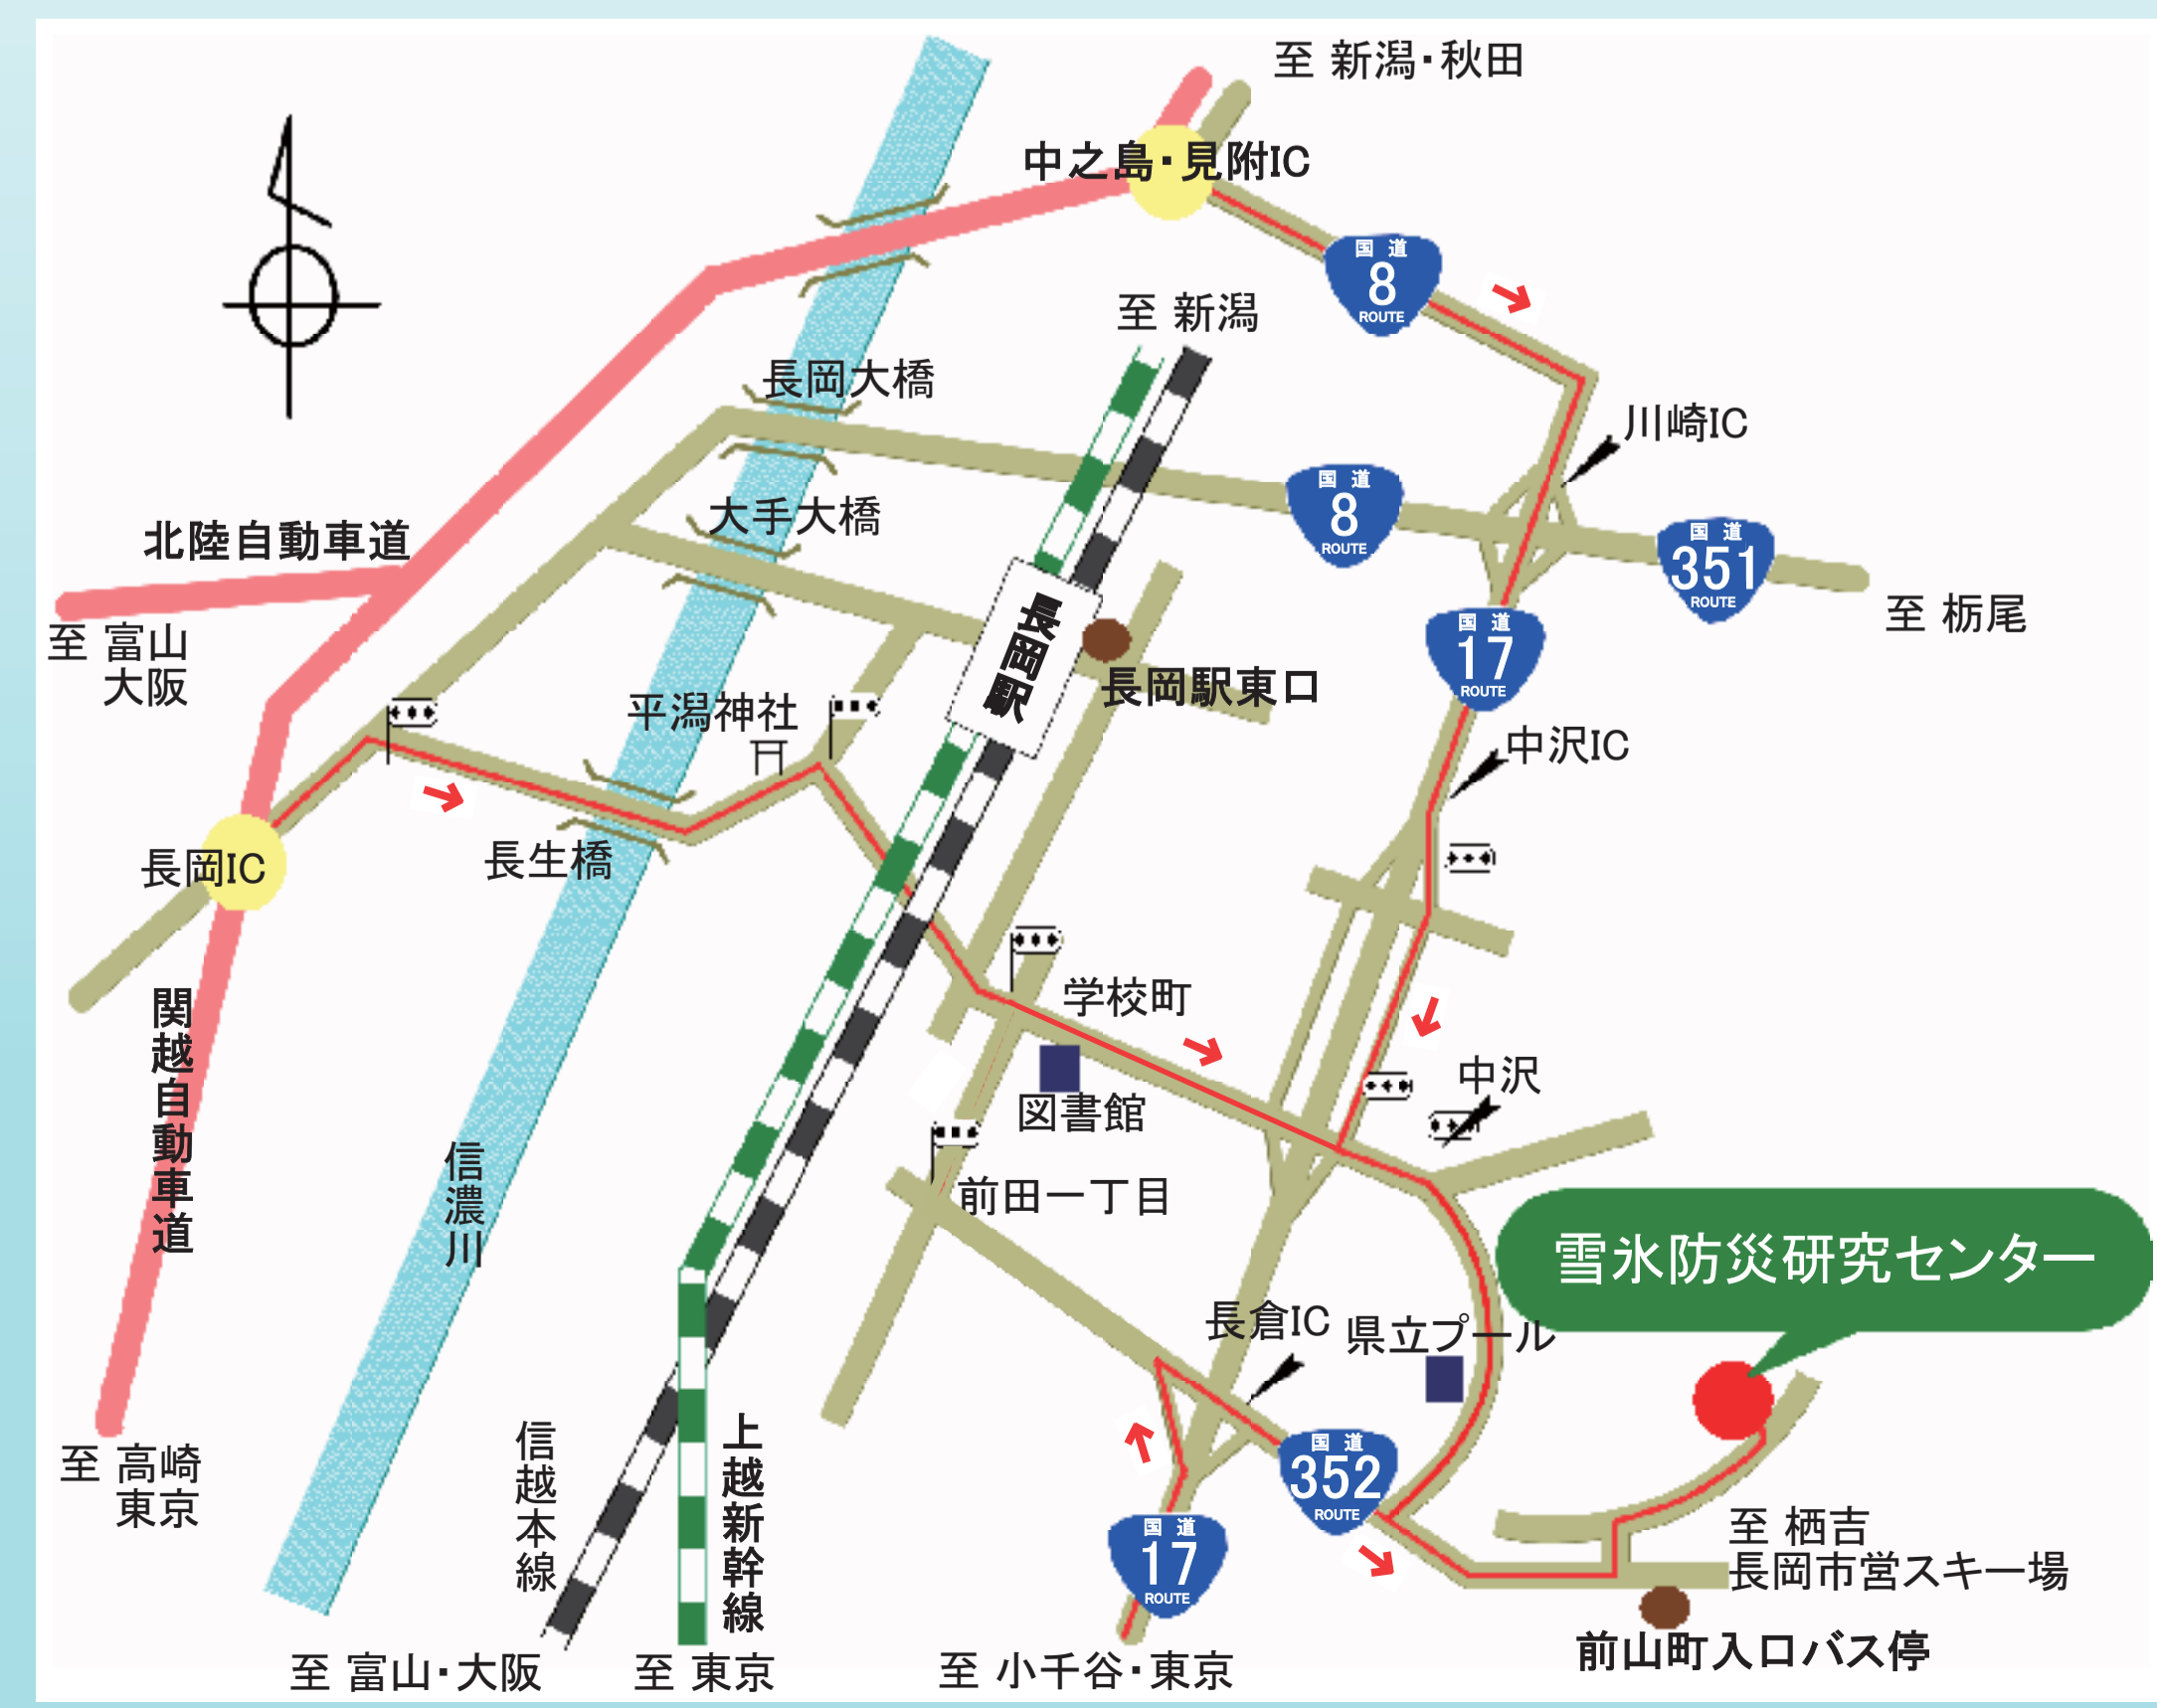 至 新潟・秋田
中之島・見附IC
国道
8
ROUTE
至 新潟
長岡大橋
川崎IC
国道
8
ROUTE
大手大橋
北陸自動車道
国道
351
ROUTE
至 栃尾
至 富山
大阪
長岡駅
国道
17
ROUTE
長岡駅東口
平潟神社
中沢IC
長岡IC
長生橋
関越自動車道
学校町
中沢
図書館
信濃川
前田一丁目
雪氷防災研究センター
長倉IC
県立プール
至 高崎
東京
信越本線
上越新幹線
国道
352
ROUTE
国道
17
ROUTE
至 栖吉
長岡市営スキー場
前山町入口バス停
至 富山・大阪
至 東京
至 小千谷・東京